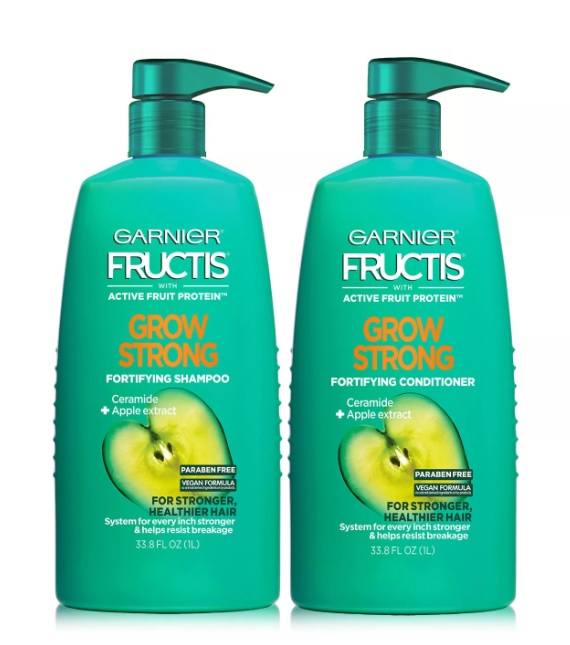 GARNIER
FRUCTIS
WITH
ACTIVE FRUIT PROTEIN™
GROW
STRONG
FORTIFYING SHAMPOO
Ceramide
+ Apple extract
PARABEN FREE
VEGAN FORMULA
FOR STRONGER,
HEALTHIER HAIR
System for every inch stronger
& helps resist breakage
33.8 FL OZ (1L)
GARNIER
FRUCTIS
WITH
ACTIVE FRUIT PROTEIN™
GROW
STRONG
FORTIFYING CONDITIONER
Ceramide
+ Apple extract
PARABEN FREE
VEGAN FORMULA
FOR STRONGER,
HEALTHIER HAIR
System for every inch stronger
& helps resist breakage
33.8 FL OZ (1L)